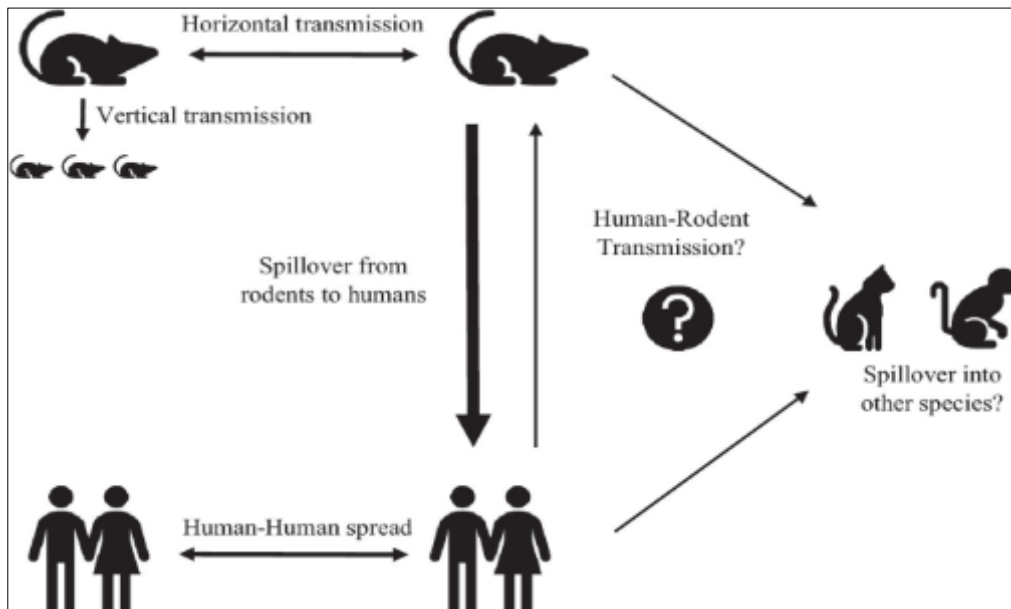 Horizontal transmission
Vertical transmission
Human-Rodent
Transmission?
Spillover from
rodents to humans
?
Spillover into
other species?
Human-Human spread